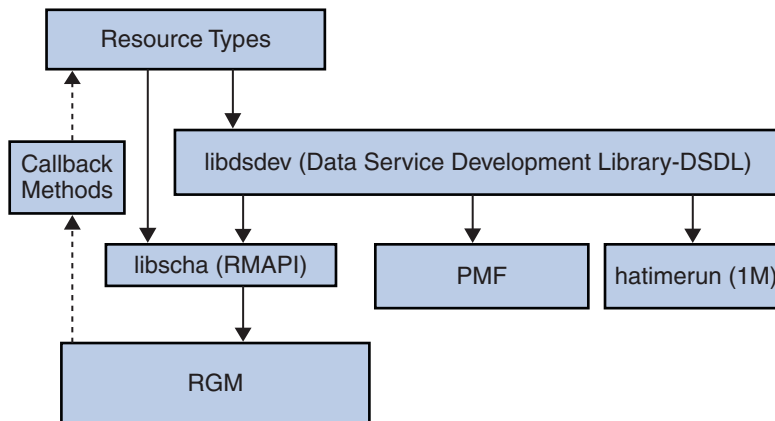 Resource Types
Callback
Methods
libdsdev (Data Service Development Library-DSDL)
libscha (RMAPI)
PMF
hatimerun (1M)
RGM